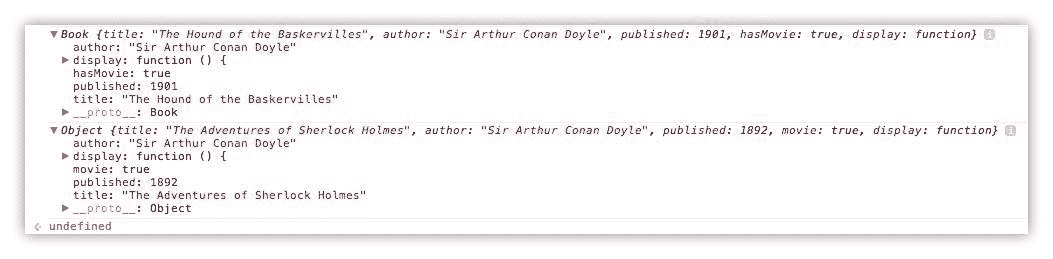 ▼Book {title: "The Hound of the Baskervilles", author: "Sir Arthur Conan Doyle", published: 1901, hasMovie: true, display: function} i
author: "Sir Arthur Conan Doyle"
▶display: function () {
hasMovie: true
published: 1901
title: "The Hound of the Baskervilles"
▶__proto__: Book
▼Object {title: "The Adventures of Sherlock Holmes", author: "Sir Arthur Conan Doyle", published: 1892, movie: true, display: function} i
author: "Sir Arthur Conan Doyle"
▶display: function () {
movie: true
published: 1892
title: "The Adventures of Sherlock Holmes"
▶__proto__: Object
undefined